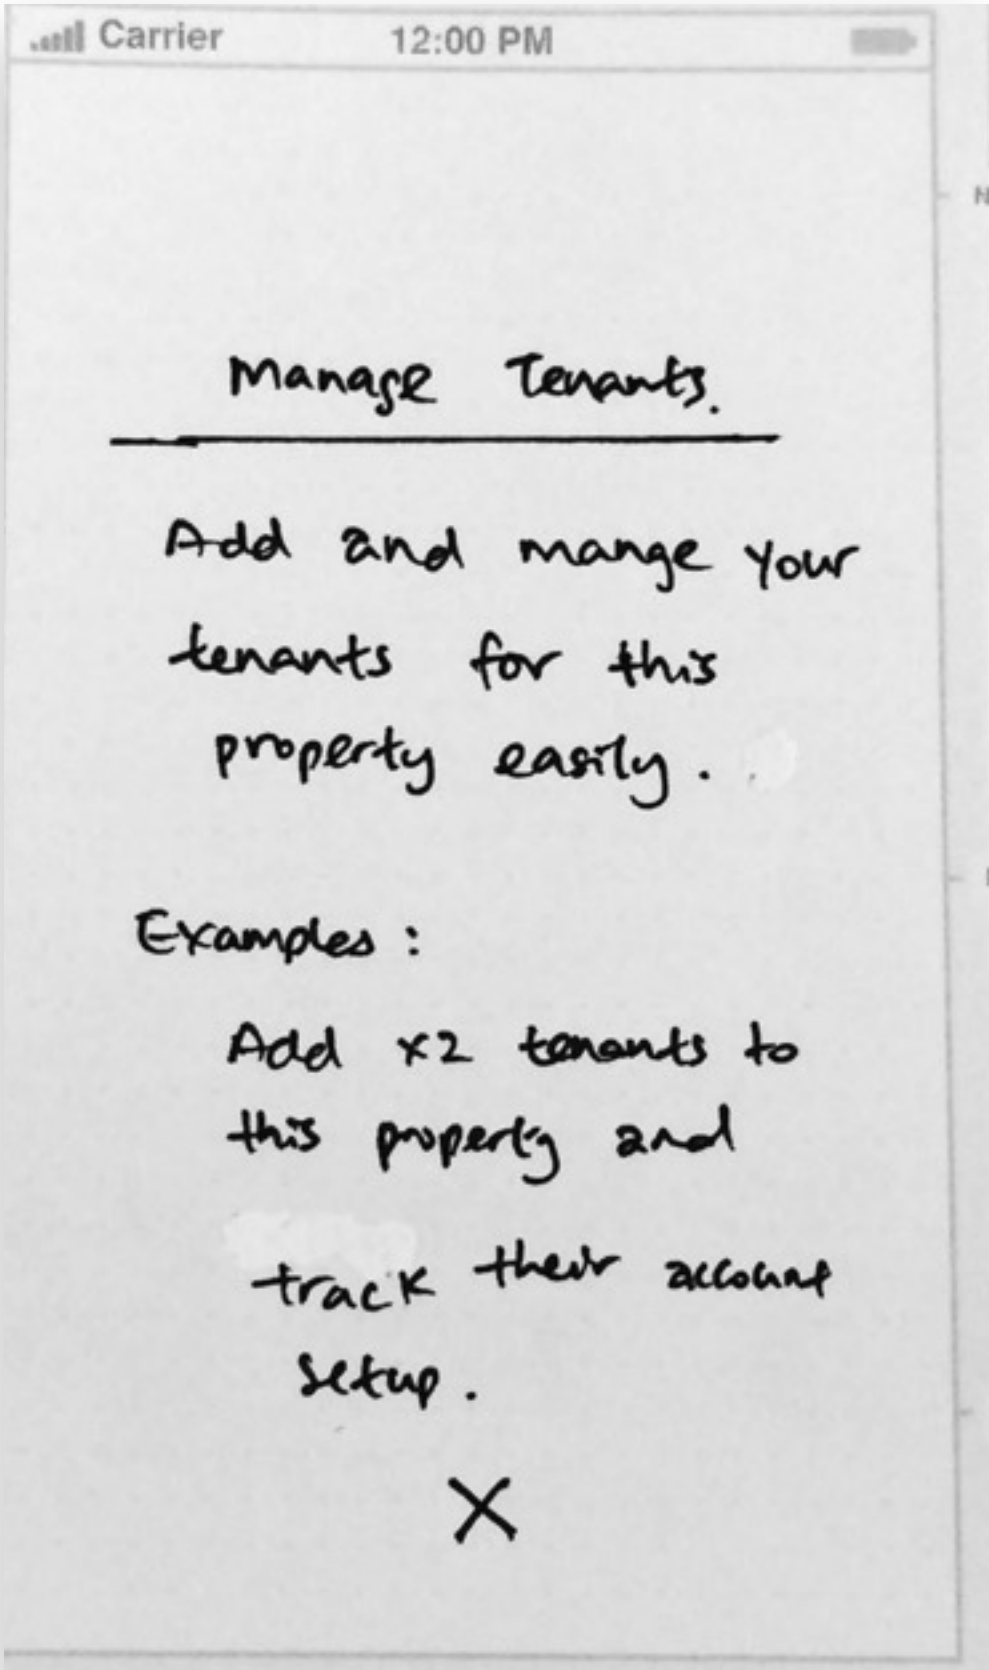 Carrier 12:00 PM
Manage Tenants.
Add and mange your
tenants for this
property easily.
Examples:
Add x2 tenants to
this property and
track their account
setup.
X